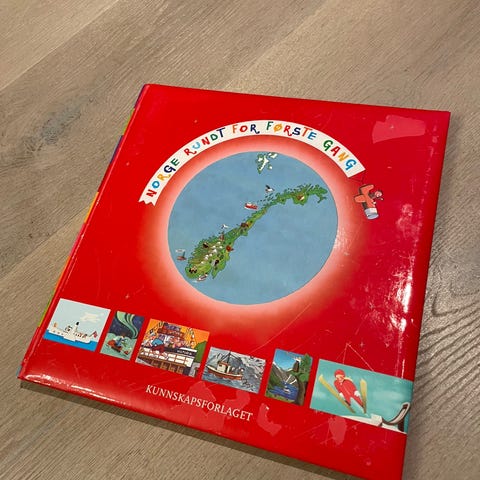 NORGE RUNDT FOR FØRSTE GANG
KUNNSKAPSFORLAGET